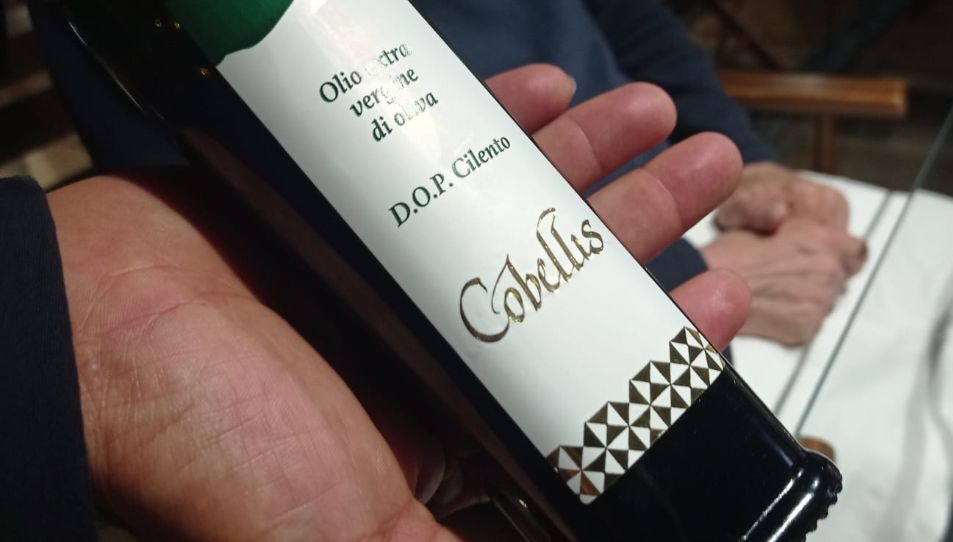 Olio extra
vergine
di oliva
D.O.P. Cilento
Cobellis